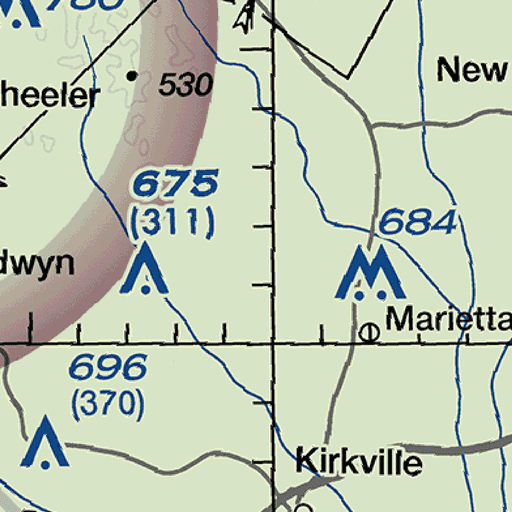 heeler
530
New
675
(311)
684
dwyn
Marietta
696
(370)
Kirkville